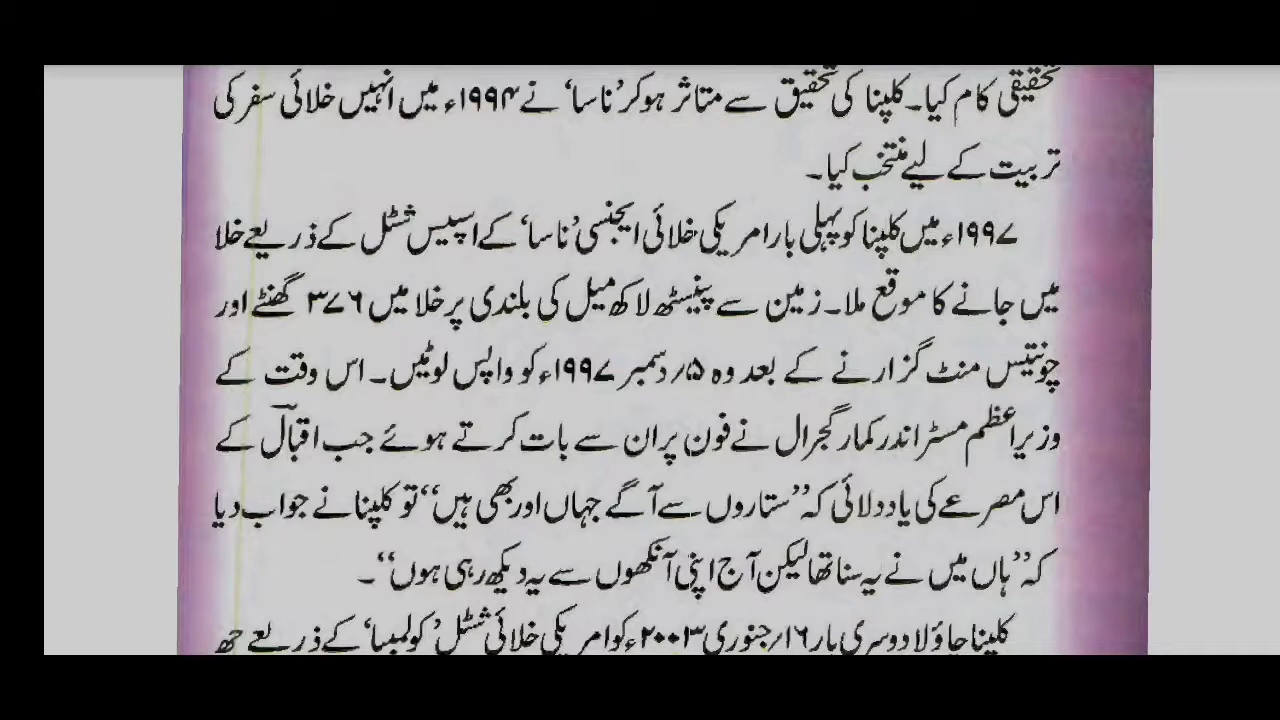 تحقیقی کام کیا۔ کلپنا کی تحقیق سے متاثر ہوکر ’ناسا‘ نے ۱۹۹۴ء میں انہیں خلائی سفر کی
تربیت کے لیے منتخب کیا۔
۱۹۹۷ء میں کلپنا کو پہلی بار امریکی خلائی ایجنسی ’ناسا‘ کے اسپیس شٹل کے ذریعے خلا
میں جانے کا موقع ملا۔ زمین سے پینسٹھ لاکھ میل کی بلندی پر خلا میں ۳۷۶ گھنٹے اور
چونتیس منٹ گزارنے کے بعد وہ ۵؍دسمبر ۱۹۹۷ء کو واپس لوٹیں۔ اس وقت کے
وزیراعظم مسٹر اندر کمار گجرال نے فون پر ان سے بات کرتے ہوئے جب اقبالؔ کے
اس مصرعے کی یاد دلائی کہ ”ستاروں سے آگے جہاں اور بھی ہیں“ تو کلپنا نے جواب دیا
کہ ”ہاں میں نے یہ سنا تھا لیکن آج اپنی آنکھوں سے یہ دیکھ رہی ہوں“۔
کلپنا چاؤلا دوسری بار ۱۶؍جنوری ۲۰۰۳ء کو امریکی خلائی شٹل ’کولمبیا‘ کے ذریعے چھ